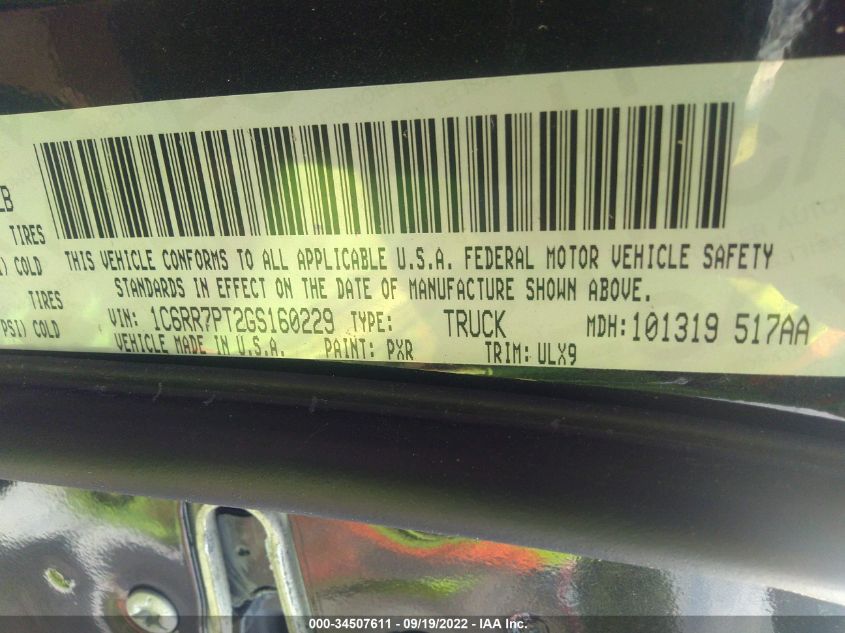 LB
TIRES
I) COLD
TIRES
PSI) COLD
THIS VEHICLE CONFORMS TO ALL APPLICABLE U.S.A. FEDERAL MOTOR VEHICLE SAFETY
STANDARDS IN EFFECT ON THE DATE OF MANUFACTURE SHOWN ABOVE.
VIN: 1C6RR7PT2GS160229 TYPE: TRUCK MDH: 101319 517AA
VEHICLE MADE IN U.S.A. PAINT: PXR TRIM: ULX9
000-34507611 - 09/19/2022 - IAA Inc.